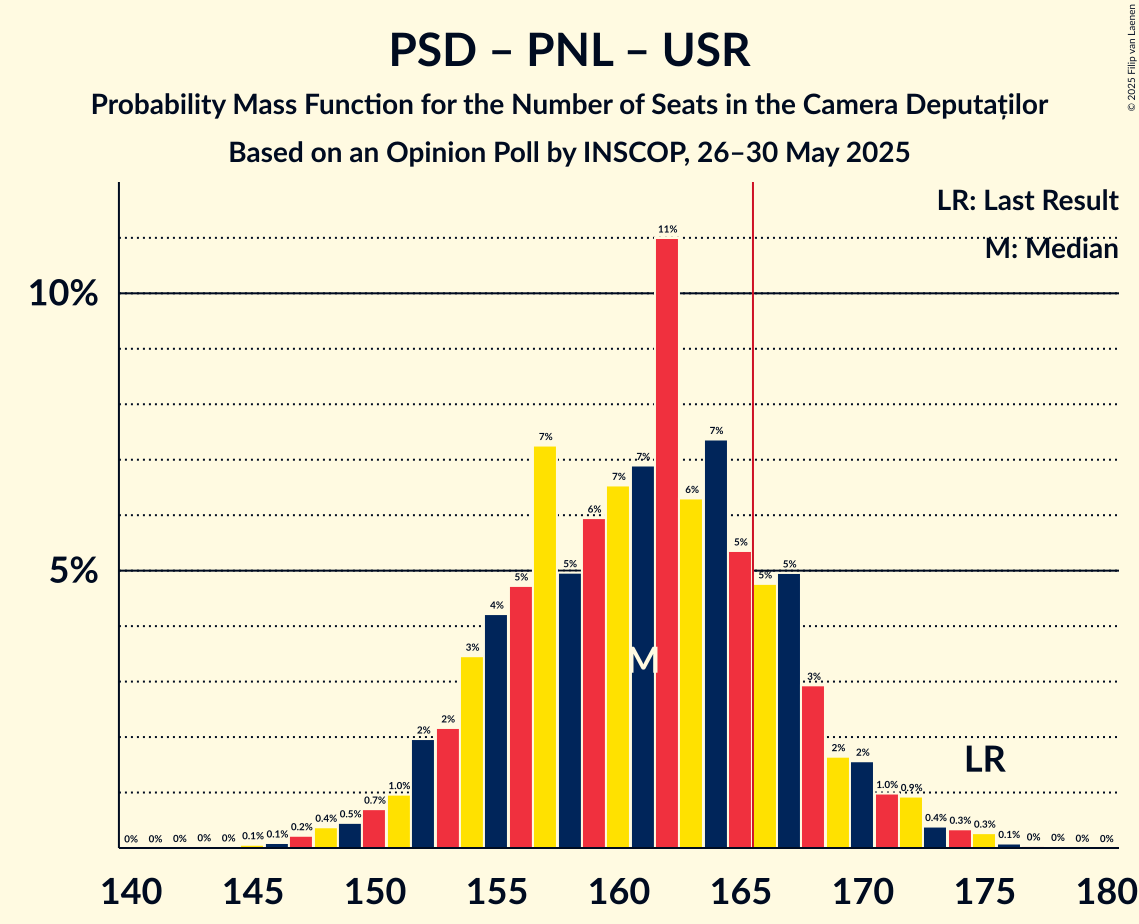 PSD – PNL – USR
Probability Mass Function for the Number of Seats in the Camera Deputaților
Based on an Opinion Poll by INSCOP, 26–30 May 2025
© 2025 Filip van Laenen
LR: Last Result
M: Median
10%
5%
0% 0% 0% 0% 0% 0.1% 0.1% 0.2% 0.4% 0.5% 0.7% 1.0% 2% 2% 3% 4% 5% 7% 5% 6% 7% 7% 11% 6% 7% 5% 5% 5% 3% 2% 2% 1.0% 0.9% 0.4% 0.3% 0.3% 0.1% 0% 0% 0% 0%
M
LR
140 145 150 155 160 165 170 175 180